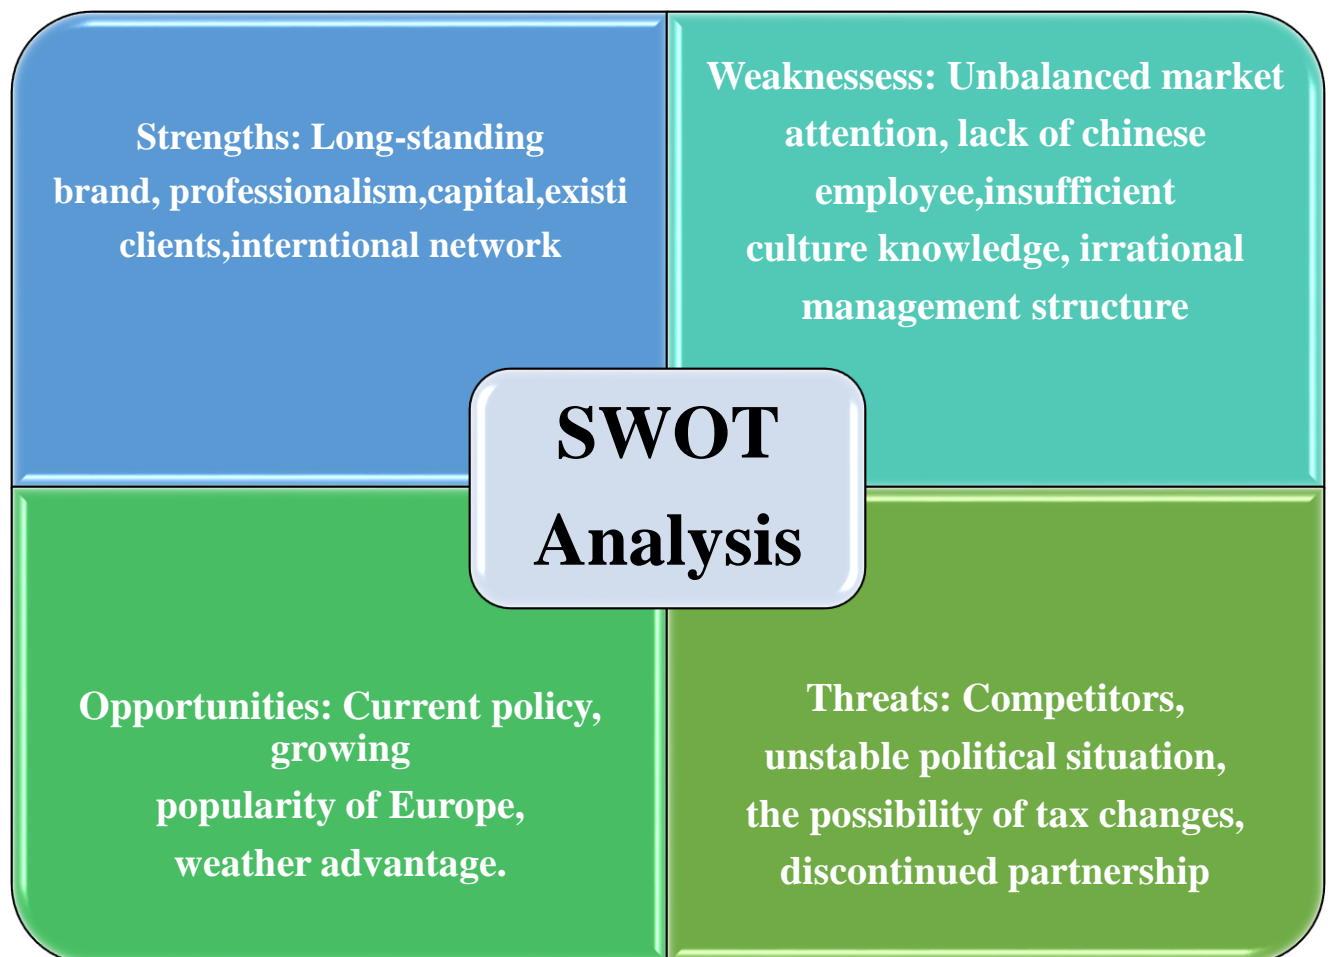 Strengths: Long-standing
brand, professionalism,capital,existi
clients,interntional network
Weaknessess: Unbalanced market
attention, lack of chinese
employee,insufficient
culture knowledge, irrational
management structure
SWOT
Analysis
Opportunities: Current policy,
growing
popularity of Europe,
weather advantage.
Threats: Competitors,
unstable political situation,
the possibility of tax changes,
discontinued partnership